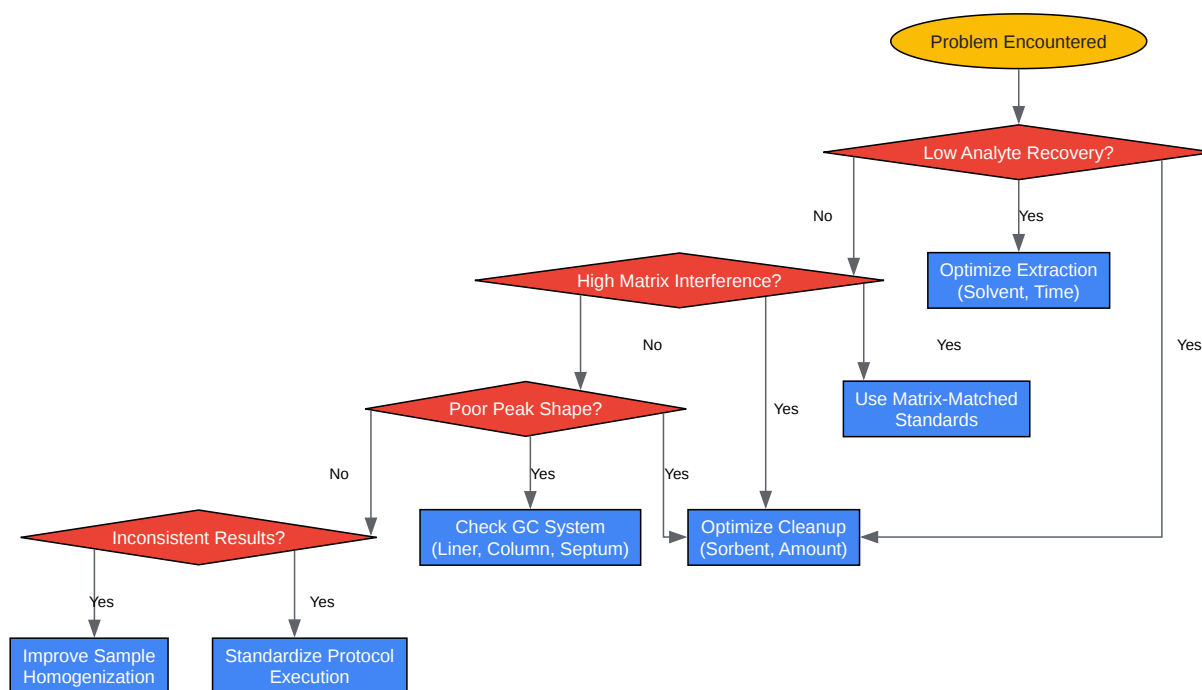 Problem Encountered
Low Analyte Recovery?
No
Yes
Optimize Extraction
(Solvent, Time)
High Matrix Interference?
No
Yes
Yes
Yes
Use Matrix-Matched
Standards
Poor Peak Shape?
No
Yes
Yes
Check GC System
(Liner, Column, Septum)
Optimize Cleanup
(Sorbent, Amount)
Inconsistent Results?
Yes
Yes
Improve Sample
Homogenization
Standardize Protocol
Execution